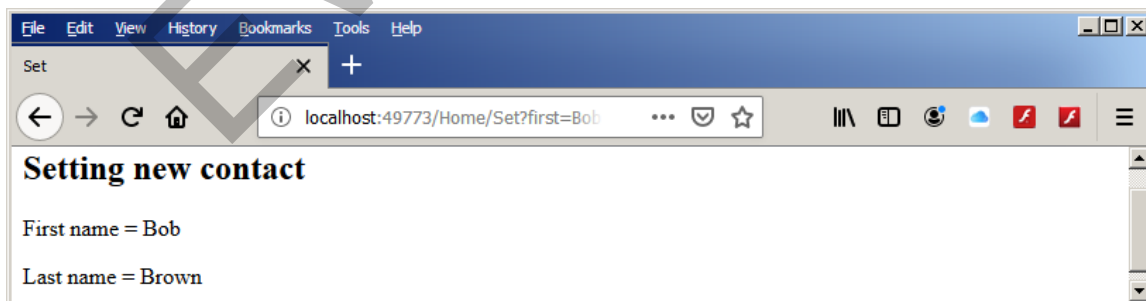 File Edit View History Bookmarks Tools Help
Set
localhost:49773/Home/Set?first=Bob
Setting new contact
First name = Bob
Last name = Brown